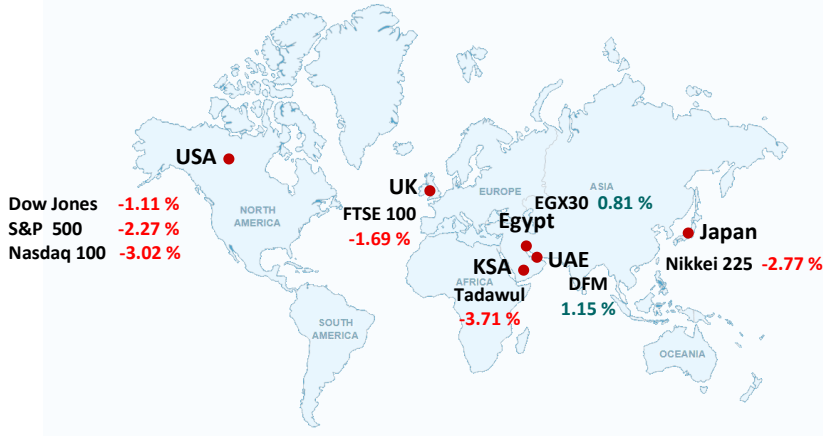 USA
Dow Jones -1.11 %
S&P 500 -2.27 %
Nasdaq 100 -3.02 %
NORTH
AMERICA
SOUTH
AMERICA
UK
FTSE 100
-1.69 %
EUROPE
ASIA
EGX30 0.81 %
Egypt
UAE
DFM
1.15 %
KSA
AFRICA
Tadawul
-3.71 %
Japan
Nikkei 225 -2.77 %
OCEANIA